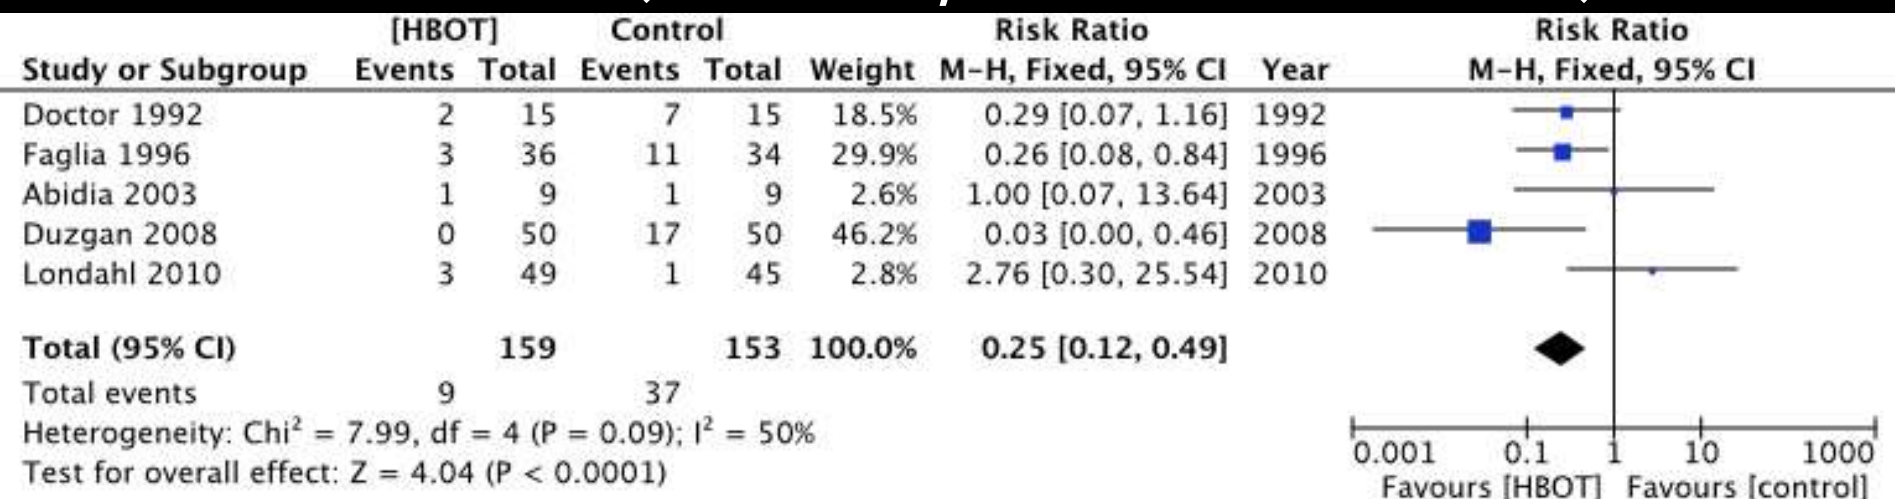 [HBOT] Control Risk Ratio Risk Ratio
Study or Subgroup Events Total Events Total Weight M-H, Fixed, 95% CI Year M-H, Fixed, 95% CI
Doctor 1992 2 15 7 15 18.5% 0.29 [0.07, 1.16] 1992
Faglia 1996 3 36 11 34 29.9% 0.26 [0.08, 0.84] 1996
Abidia 2003 1 9 1 9 2.6% 1.00 [0.07, 13.64] 2003
Duzgan 2008 0 50 17 50 46.2% 0.03 [0.00, 0.46] 2008
Londahl 2010 3 49 1 45 2.8% 2.76 [0.30, 25.54] 2010
Total (95% CI) 159 153 100.0% 0.25 [0.12, 0.49]
Total events 9 37
Heterogeneity: Chi² = 7.99, df = 4 (P = 0.09); I² = 50%
Test for overall effect: Z = 4.04 (P < 0.0001)
0.001 0.1 1 10 1000
Favours [HBOT] Favours [control]